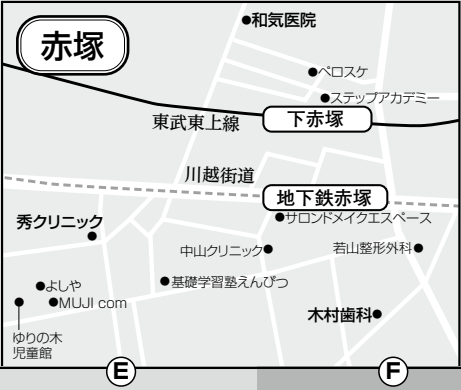 和気医院
赤塚
ペロスケ
ステップアカデミー
東武東上線
下赤塚
川越街道
地下鉄赤塚
サロンドメイクエスペース
秀クリニック
中山クリニック
若山整形外科
基礎学習塾えんぴつ
よしや
MUJI com
木村歯科
ゆりの木
児童館
E
F